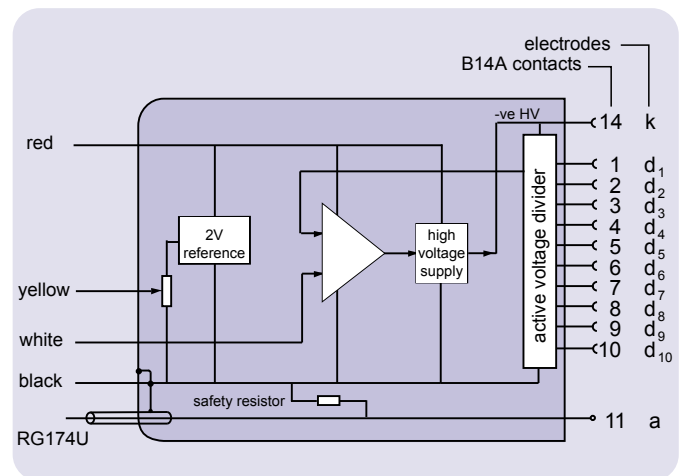 electrodes
B14A contacts
-ve HV
14 k
red
1 d1
2 d2
3 d3
4 d4
5 d5
6 d6
7 d7
8 d8
9 d9
10 d10
active voltage divider
2V
reference
high
voltage
supply
yellow
white
black
safety resistor
11 a
RG174U